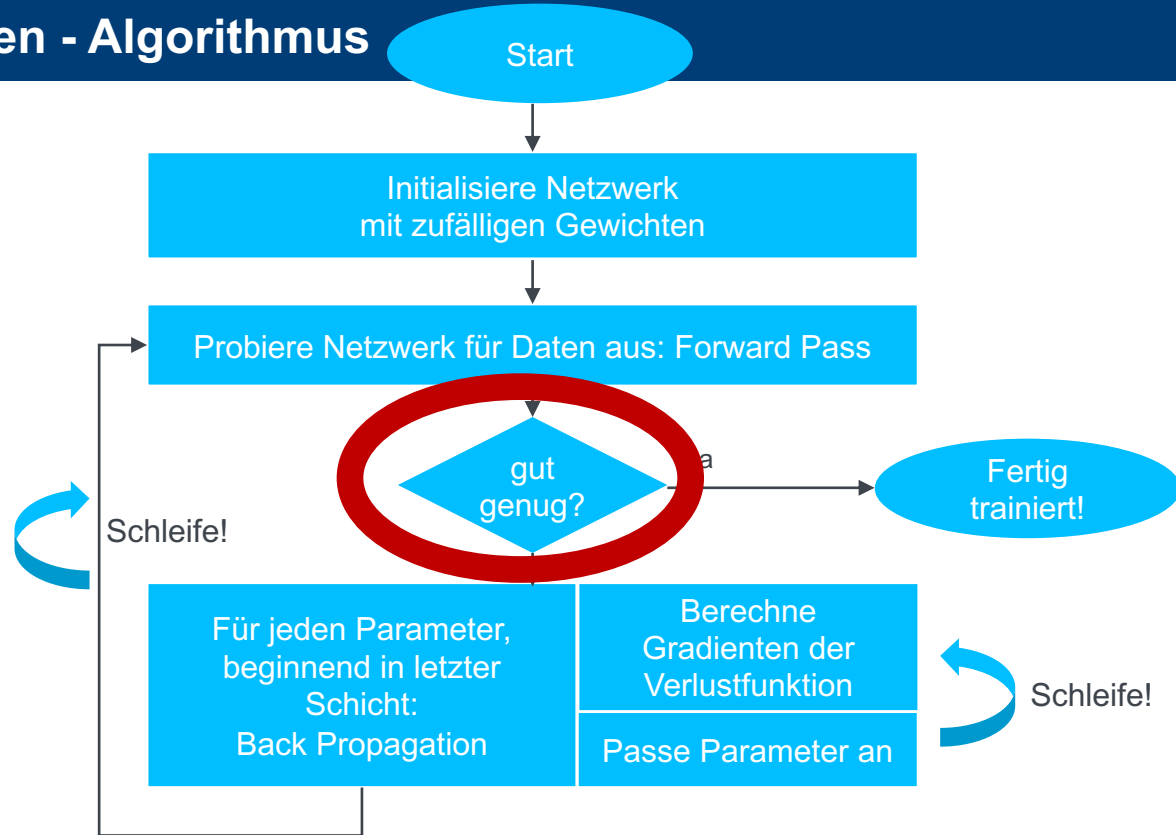 en - Algorithmus
Start
Initialisiere Netzwerk
mit zufälligen Gewichten
Probiere Netzwerk für Daten aus: Forward Pass
gut
genug?
a
Fertig
trainiert!
Schleife!
Für jeden Parameter,
beginnend in letzter
Schicht:
Back Propagation
Berechne
Gradienten der
Verlustfunktion
Passe Parameter an
Schleife!